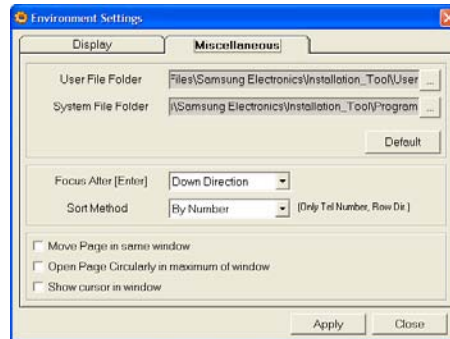 Environment Settings
Display
Miscellaneous
User File Folder
Files\Samsung Electronics\Installation_Tool\User
...
System File Folder
\Samsung Electronics\Installation_Tool\Program
...
Default
Focus After [Enter]
Down Direction
Sort Method
By Number
(Only Tel Number, Row Dir.)
Move Page in same window
Open Page Circularly in maximum of window
Show cursor in window
Apply
Close